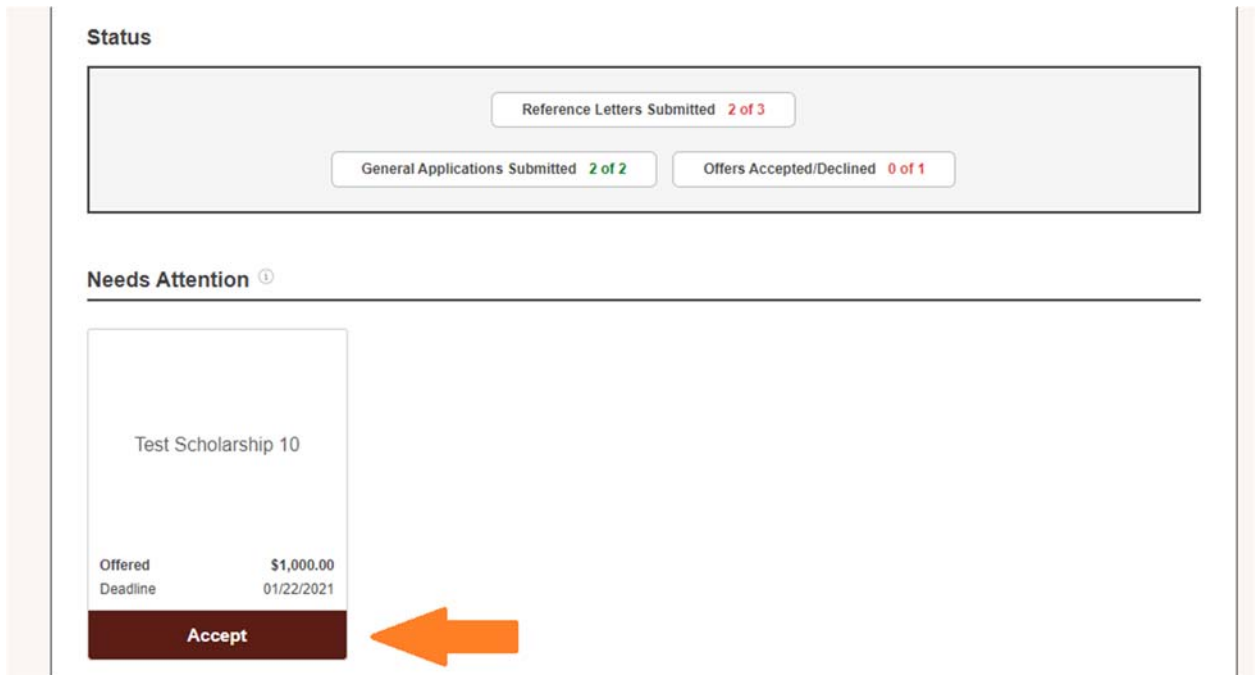 Status
Reference Letters Submitted 2 of 3
General Applications Submitted 2 of 2
Offers Accepted/Declined 0 of 1
Needs Attention
Test Scholarship 10
Offered $1,000.00
Deadline 01/22/2021
Accept